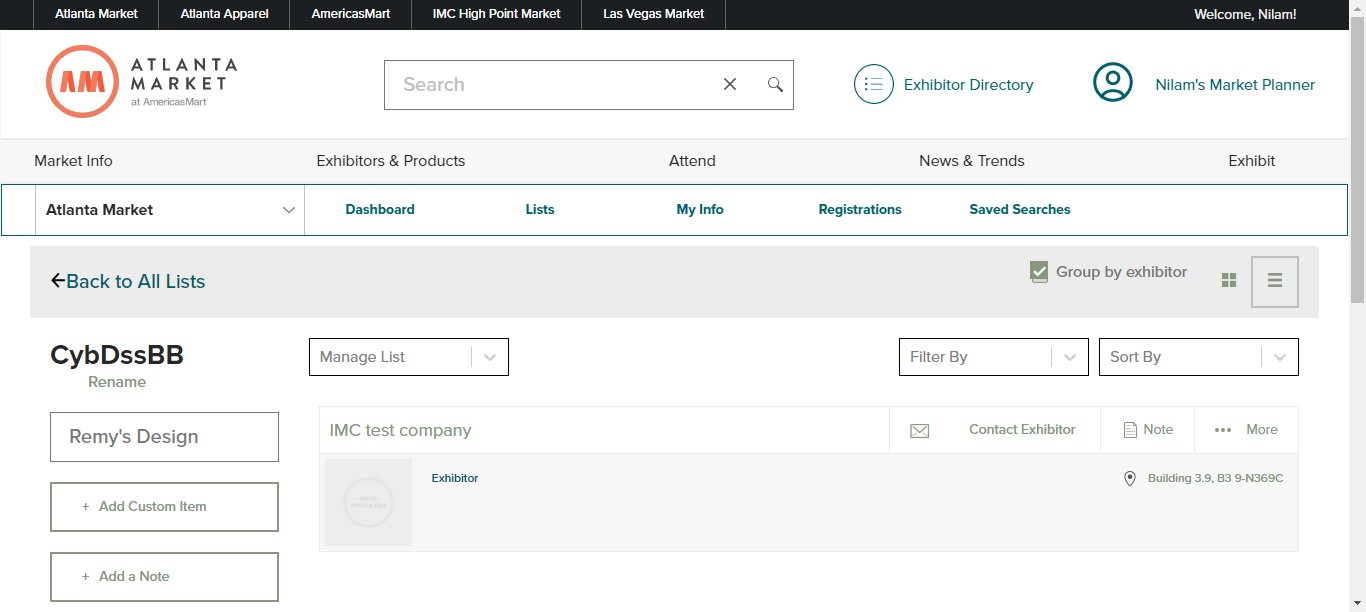 Atlanta Market
Atlanta Apparel
AmericasMart
IMC High Point Market
Las Vegas Market
Welcome, Nilam!
AM
ATLANTA
MARKET
at AmericasMart
Search
Exhibitor Directory
Nilam's Market Planner
Market Info
Exhibitors & Products
Attend
News & Trends
Exhibit
Atlanta Market
Dashboard
Lists
My Info
Registrations
Saved Searches
Back to All Lists
Group by exhibitor
CybDssBB
Rename
Manage List
Filter By
Sort By
Remy's Design
+ Add Custom Item
+ Add a Note
IMC test company
Contact Exhibitor
Note
More
IMAGE
UNAVAILABLE
Exhibitor
Building 3.9, B3 9-N369C